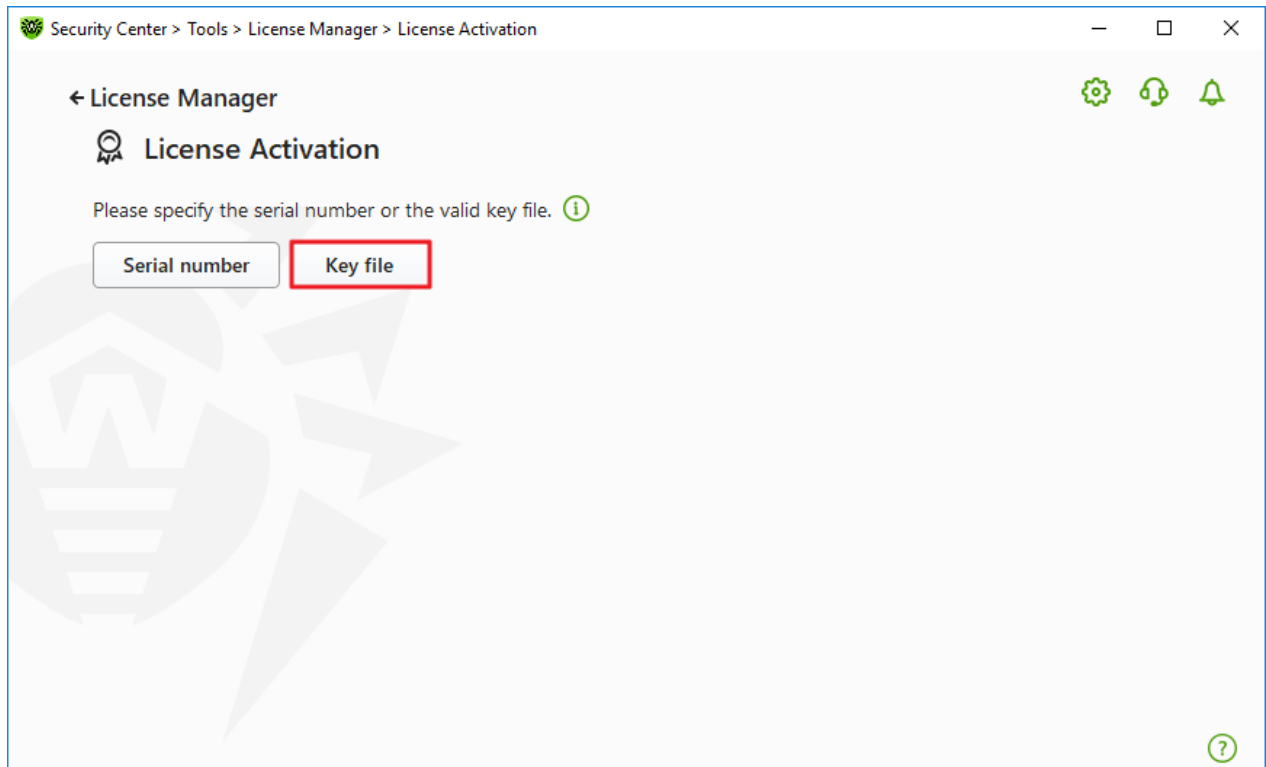 Security Center > Tools > License Manager > License Activation
License Manager
License Activation
Please specify the serial number or the valid key file.
Serial number Key file